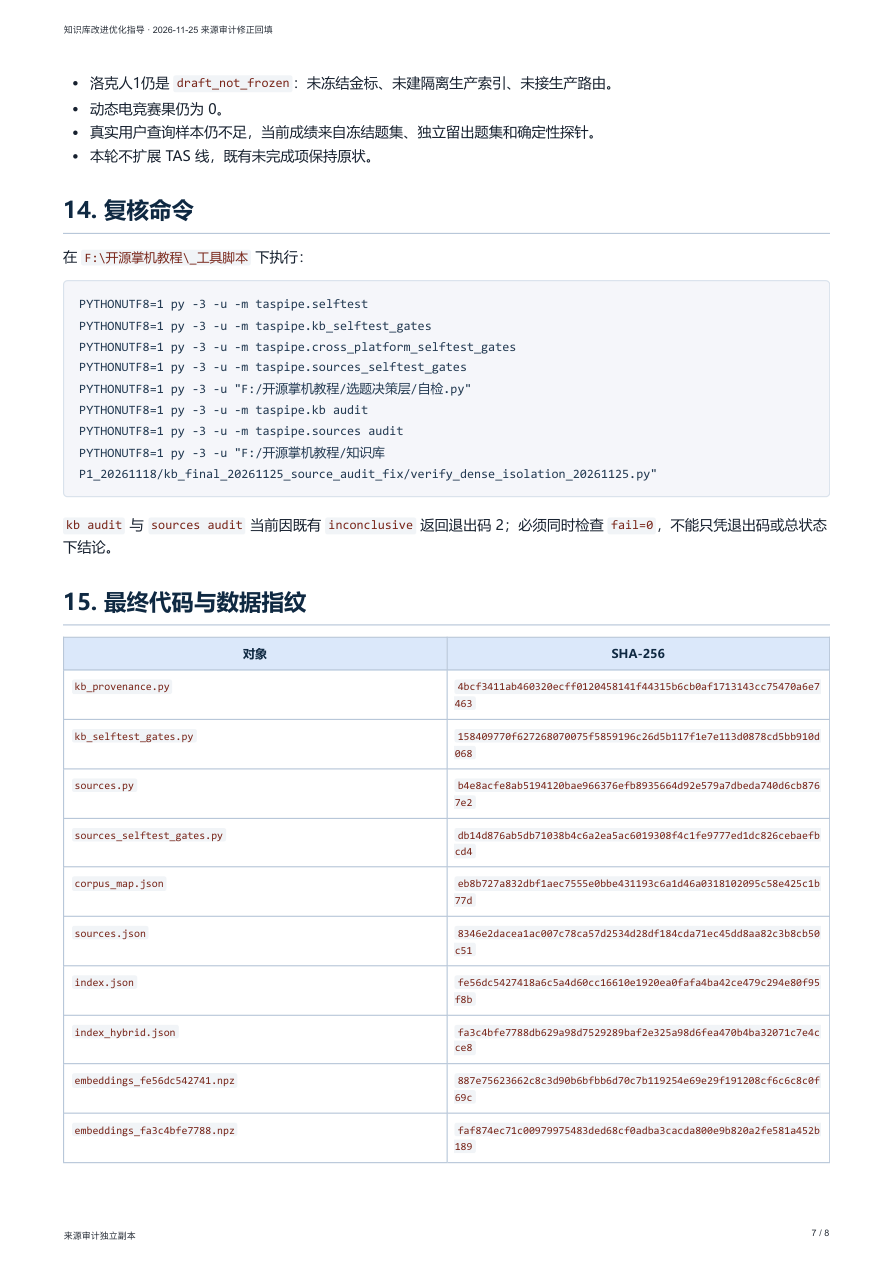 知识库改进优化指导 · 2026-11-25 来源审计修正回填
• 洛克人1仍是 draft_not_frozen：未冻结金标、未建隔离生产索引、未接生产路由。
• 动态电竞赛果仍为 0。
• 真实用户查询样本仍不足，当前成绩来自冻结题集、独立留出题集和确定性探针。
• 本轮不扩展 TAS 线，既有未完成项保持原状。
14. 复核命令
在 F:\开源掌机教程\_工具脚本 下执行：
PYTHONUTF8=1 py -3 -u -m taspipe.selftest
PYTHONUTF8=1 py -3 -u -m taspipe.kb_selftest_gates
PYTHONUTF8=1 py -3 -u -m taspipe.cross_platform_selftest_gates
PYTHONUTF8=1 py -3 -u -m taspipe.sources_selftest_gates
PYTHONUTF8=1 py -3 -u "F:/开源掌机教程/选题决策层/自检.py"
PYTHONUTF8=1 py -3 -u -m taspipe.kb audit
PYTHONUTF8=1 py -3 -u -m taspipe.sources audit
PYTHONUTF8=1 py -3 -u "F:/开源掌机教程/知识库
P1_20261118/kb_final_20261125_source_audit_fix/verify_dense_isolation_20261125.py"
kb audit 与 sources audit 当前因既有 inconclusive 返回退出码 2；必须同时检查 fail=0，不能只凭退出码或总状态
下结论。
15. 最终代码与数据指纹
对象 SHA-256
kb_provenance.py 4bcf3411ab460320ecff0120458141f44315b6cb0af1713143cc75470a6e7
463
kb_selftest_gates.py 158409770f627268070075f5859196c26d5b117f1e7e113d0878cd5bb910d
068
sources.py b4e8acfe8ab5194120bae966376efb8935664d92e579a7dbeda740d6cb876
7e2
sources_selftest_gates.py db14d876ab5db71038b4c6a2ea5ac6019308f4c1fe9777ed1dc826cebaefb
cd4
corpus_map.json eb8b727a832dbf1aec7555e0bbe431193c6a1d46a0318102095c58e425c1b
77d
sources.json 8346e2dacea1ac007c78ca57d2534d28df184cda71ec45dd8aa82c3b8cb50
c51
index.json fe56dc5427418a6c5a4d60cc16610e1920ea0fafa4ba42ce479c294e80f95
f8b
index_hybrid.json fa3c4bfe7788db629a98d7529289baf2e325a98d6fea470b4ba32071c7e4c
ce8
embeddings_fe56dc542741.npz 887e75623662c8c3d90b6bfbb6d70c7b119254e69e29f191208cf6c6c8c0f
69c
embeddings_fa3c4bfe7788.npz faf874ec71c00979975483ded68cf0adba3cacda800e9b820a2fe581a452b
189
来源审计独立副本 7 / 8